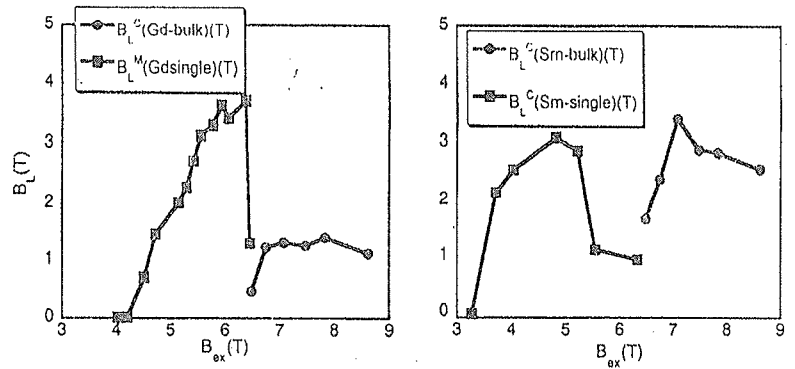 B_L^C(Gd-bulk)(T)
B_L^M(Gdsingle)(T)
5
4
3
2
1
0
B_L(T)
3 4 5 6 7 8 9
B_ex(T)
B_L^C(Srn-bulk)(T)
B_L^C(Sm-single)(T)
5
4
3
2
1
0
3 4 5 6 7 8 9
B_ex(T)